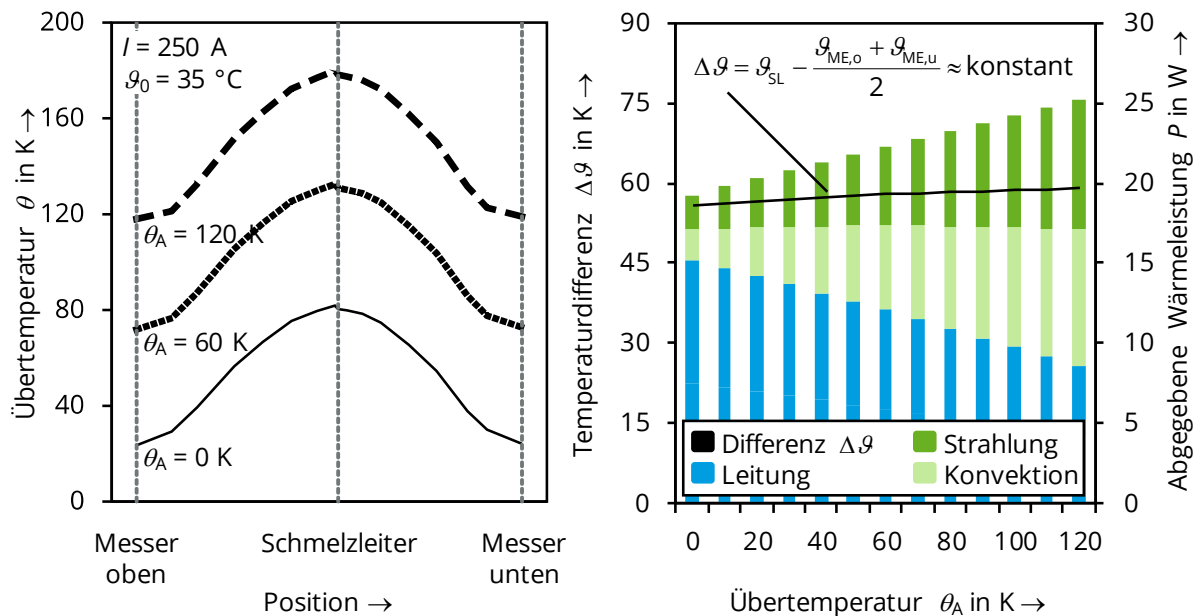 Übertemperatur θ in K →
200
160
120
80
40
0
I = 250 A
𝜗₀ = 35 °C
θA = 120 K
θA = 60 K
θA = 0 K
Messer oben
Schmelzleiter
Messer unten
Position →
Temperaturdifferenz Δ𝜗 in K →
90
75
60
45
30
15
0
Δ𝜗 = 𝜗SL − (𝜗ME,o + 𝜗ME,u)/2 ≈ konstant
Differenz Δ𝜗
Strahlung
Leitung
Konvektion
0 20 40 60 80 100 120
Übertemperatur θA in K →
30
25
20
15
10
5
0
Abgegebene Wärmeleistung P in W →